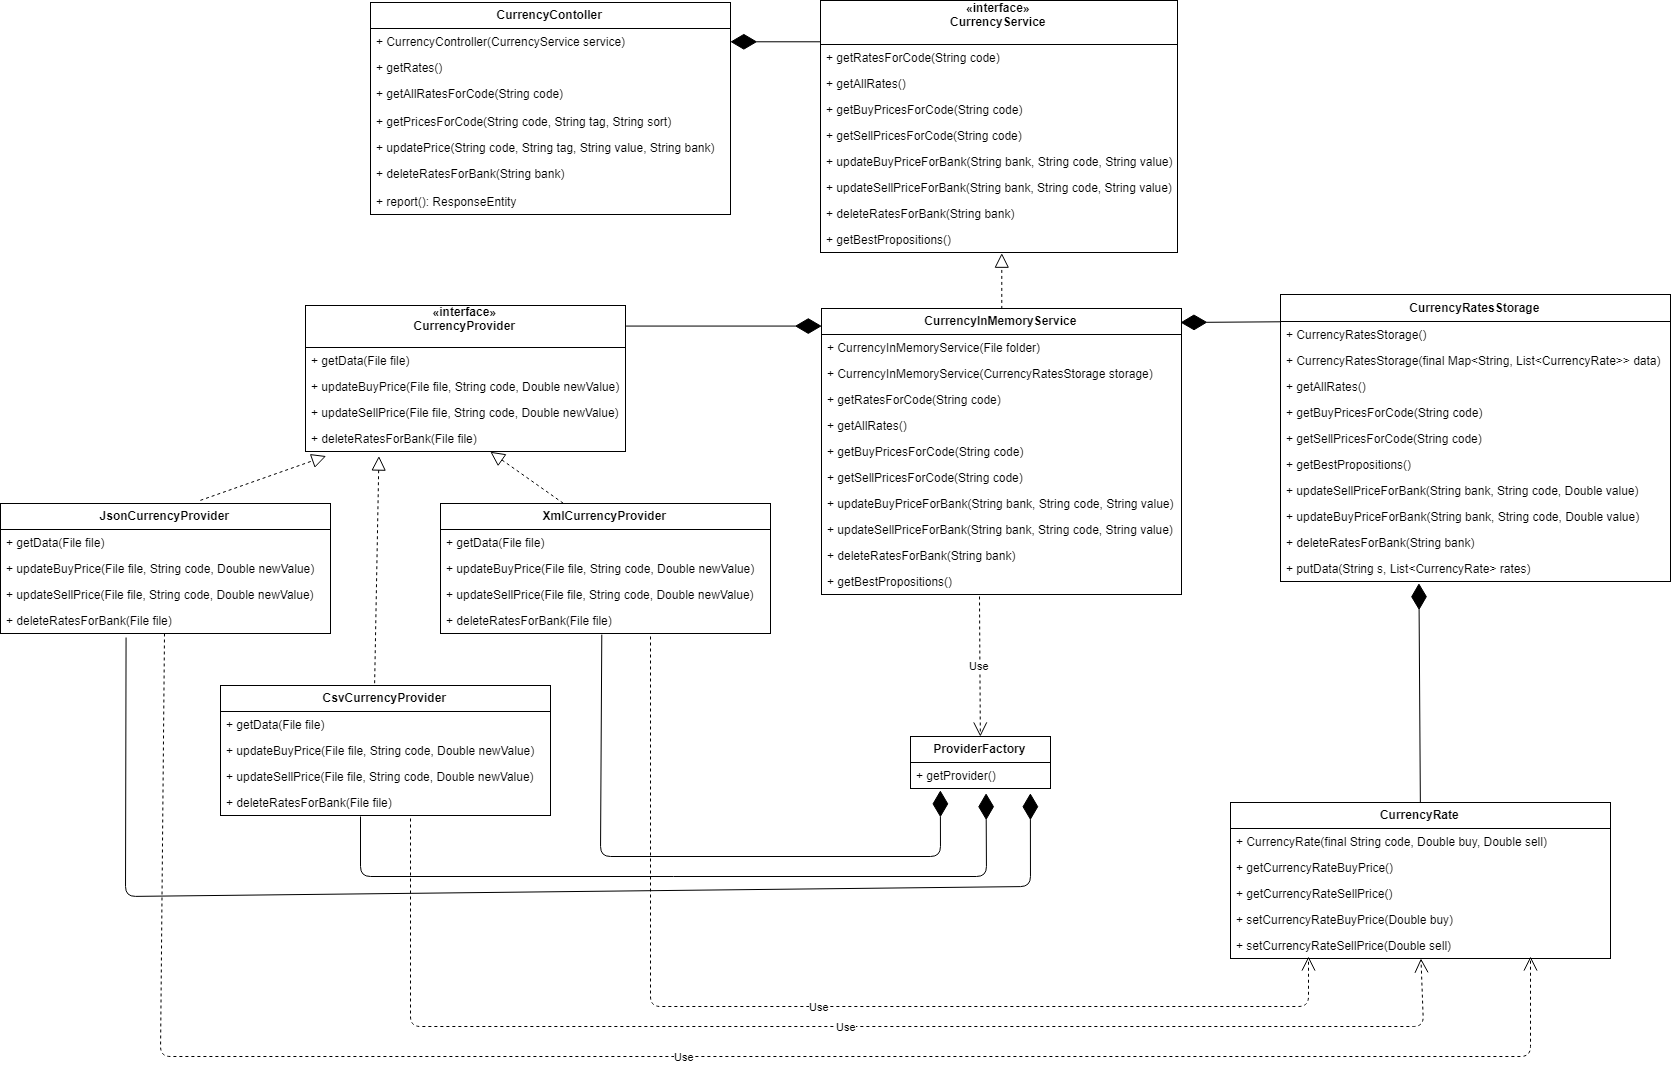 CurrencyContoller
+ CurrencyController(CurrencyService service)
+ getRates()
+ getAllRatesForCode(String code)
+ getPricesForCode(String code, String tag, String sort)
+ updatePrice(String code, String tag, String value, String bank)
+ deleteRatesForBank(String bank)
+ report(): ResponseEntity
«interface»
CurrencyService
+ getRatesForCode(String code)
+ getAllRates()
+ getBuyPricesForCode(String code)
+ getSellPricesForCode(String code)
+ updateBuyPriceForBank(String bank, String code, String value)
+ updateSellPriceForBank(String bank, String code, String value)
+ deleteRatesForBank(String bank)
+ getBestPropositions()
«interface»
CurrencyProvider
+ getData(File file)
+ updateBuyPrice(File file, String code, Double newValue)
+ updateSellPrice(File file, String code, Double newValue)
+ deleteRatesForBank(File file)
CurrencyInMemoryService
+ CurrencyInMemoryService(File folder)
+ CurrencyInMemoryService(CurrencyRatesStorage storage)
+ getRatesForCode(String code)
+ getAllRates()
+ getBuyPricesForCode(String code)
+ getSellPricesForCode(String code)
+ updateBuyPriceForBank(String bank, String code, String value)
+ updateSellPriceForBank(String bank, String code, String value)
+ deleteRatesForBank(String bank)
+ getBestPropositions()
CurrencyRatesStorage
+ CurrencyRatesStorage()
+ CurrencyRatesStorage(final Map<String, List<CurrencyRate>> data)
+ getAllRates()
+ getBuyPricesForCode(String code)
+ getSellPricesForCode(String code)
+ getBestPropositions()
+ updateSellPriceForBank(String bank, String code, Double value)
+ updateBuyPriceForBank(String bank, String code, Double value)
+ deleteRatesForBank(String bank)
+ putData(String s, List<CurrencyRate> rates)
JsonCurrencyProvider
+ getData(File file)
+ updateBuyPrice(File file, String code, Double newValue)
+ updateSellPrice(File file, String code, Double newValue)
+ deleteRatesForBank(File file)
XmlCurrencyProvider
+ getData(File file)
+ updateBuyPrice(File file, String code, Double newValue)
+ updateSellPrice(File file, String code, Double newValue)
+ deleteRatesForBank(File file)
Use
CsvCurrencyProvider
+ getData(File file)
+ updateBuyPrice(File file, String code, Double newValue)
+ updateSellPrice(File file, String code, Double newValue)
+ deleteRatesForBank(File file)
ProviderFactory
+ getProvider()
CurrencyRate
+ CurrencyRate(final String code, Double buy, Double sell)
+ getCurrencyRateBuyPrice()
+ getCurrencyRateSellPrice()
+ setCurrencyRateBuyPrice(Double buy)
+ setCurrencyRateSellPrice(Double sell)
Use
Use
Use